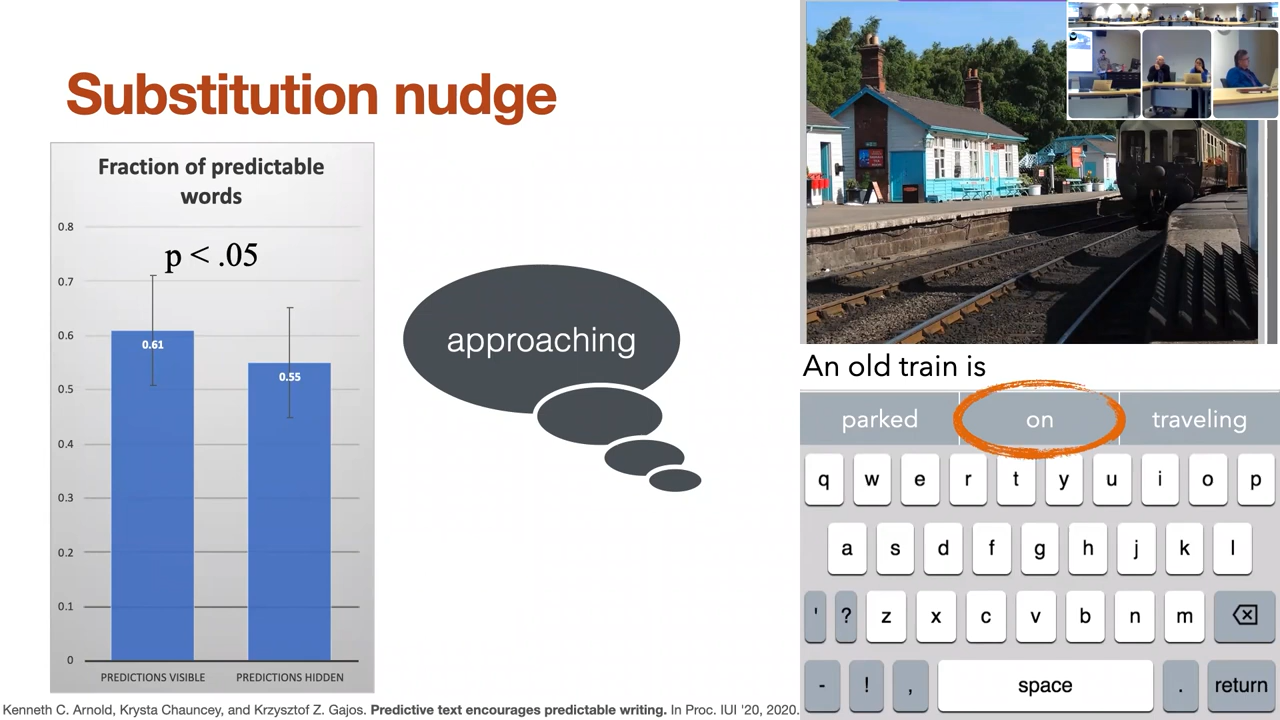 Substitution nudge
Fraction of predictable
words
p < .05
0.8
0.7
0.6
0.5
0.4
0.3
0.2
0.1
0
0.61
0.55
PREDICTIONS VISIBLE PREDICTIONS HIDDEN
approaching
An old train is
parked on traveling
q w e r t y u i o p
a s d f g h j k l
' ? z x c v b n m
- ! , space . return
Kenneth C. Arnold, Krysta Chauncey, and Krzysztof Z. Gajos. Predictive text encourages predictable writing. In Proc. IUI '20, 2020.